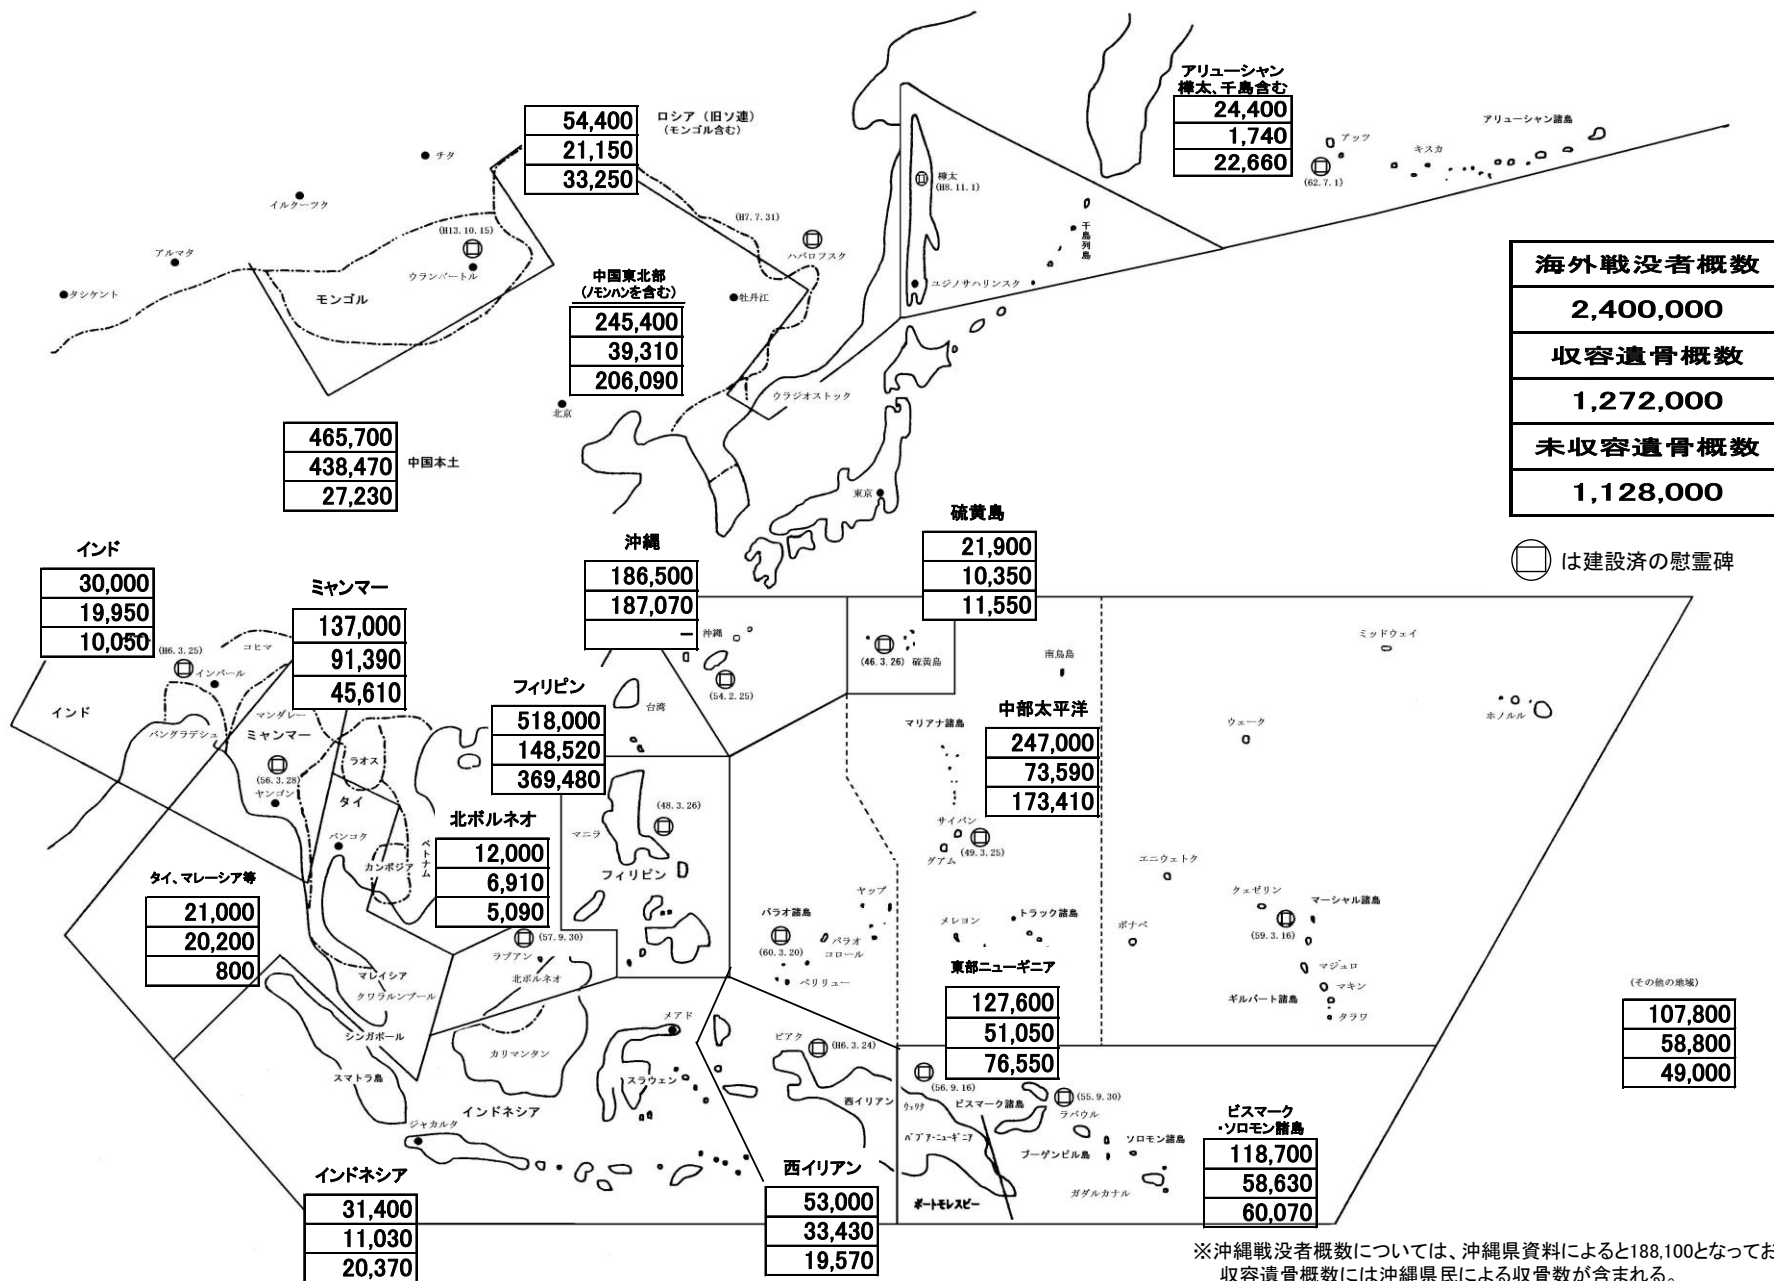 アリューシャン
樺太、千島含む
24,400
1,740
22,660
アッツ
(62.7.1)
キスカ
アリューシャン諸島
54,400
21,150
33,250
ロシア（旧ソ連）
(モンゴル含む)
チタ
イルクーツク
アルマタ
タシケント
(H13.10.15)
ウランバートル
モンゴル
(H7.7.31)
ハバロフスク
樺太
(H8.11.1)
千島列島
ユジノサハリンスク
中国東北部
(ノモンハンを含む)
245,400
39,310
206,090
牡丹江
ウラジオストック
北京
東京
465,700
438,470
27,230
中国本土
海外戦没者概数
2,400,000
収容遺骨概数
1,272,000
未収容遺骨概数
1,128,000
は建設済の慰霊碑
インド
30,000
19,950
10,050
コヒマ
(H6.3.25)
インパール
インド
バングラデシュ
ミャンマー
137,000
91,390
45,610
マンダレー
ミャンマー
(56.3.28)
ヤンゴン
ラオス
タイ
バンコク
カンボジア
ベトナム
沖縄
186,500
187,070
－
沖縄
(54.2.25)
台湾
硫黄島
21,900
10,350
11,550
(46.3.26)
硫黄島
南鳥島
ミッドウェイ
ホノルル
ウェーク
フィリピン
518,000
148,520
369,480
(48.3.26)
マニラ
フィリピン
北ボルネオ
12,000
6,910
5,090
(57.9.30)
ラブアン
北ボルネオ
中部太平洋
247,000
73,590
173,410
マリアナ諸島
サイパン
(49.3.25)
グアム
エニウェトク
クェゼリン
マーシャル諸島
(59.3.16)
マジュロ
マキン
ギルバート諸島
タラワ
ヤップ
パラオ諸島
(60.3.20)
パラオ
コロール
ペリリュー
メレヨン
トラック諸島
ポナペ
タイ、マレーシア等
21,000
20,200
800
マレイシア
クワラルンプール
シンガポール
スマトラ島
カリマンタン
メアド
スラウェン
インドネシア
ジャカルタ
インドネシア
31,400
11,030
20,370
ビアク
(H6.3.24)
西イリアン
西イリアン
53,000
33,430
19,570
東部ニューギニア
127,600
51,050
76,550
(56.9.16)
ウェワク
パプア・ニューギニア
ポートモレスビー
ビスマーク諸島
(55.9.30)
ラバウル
ブーゲンビル島
ソロモン諸島
ガダルカナル
ビスマーク
・ソロモン諸島
118,700
58,630
60,070
(その他の地域)
107,800
58,800
49,000
※沖縄戦没者概数については、沖縄県資料によると188,100となってお
収容遺骨概数には沖縄県民による収骨数が含まれる。